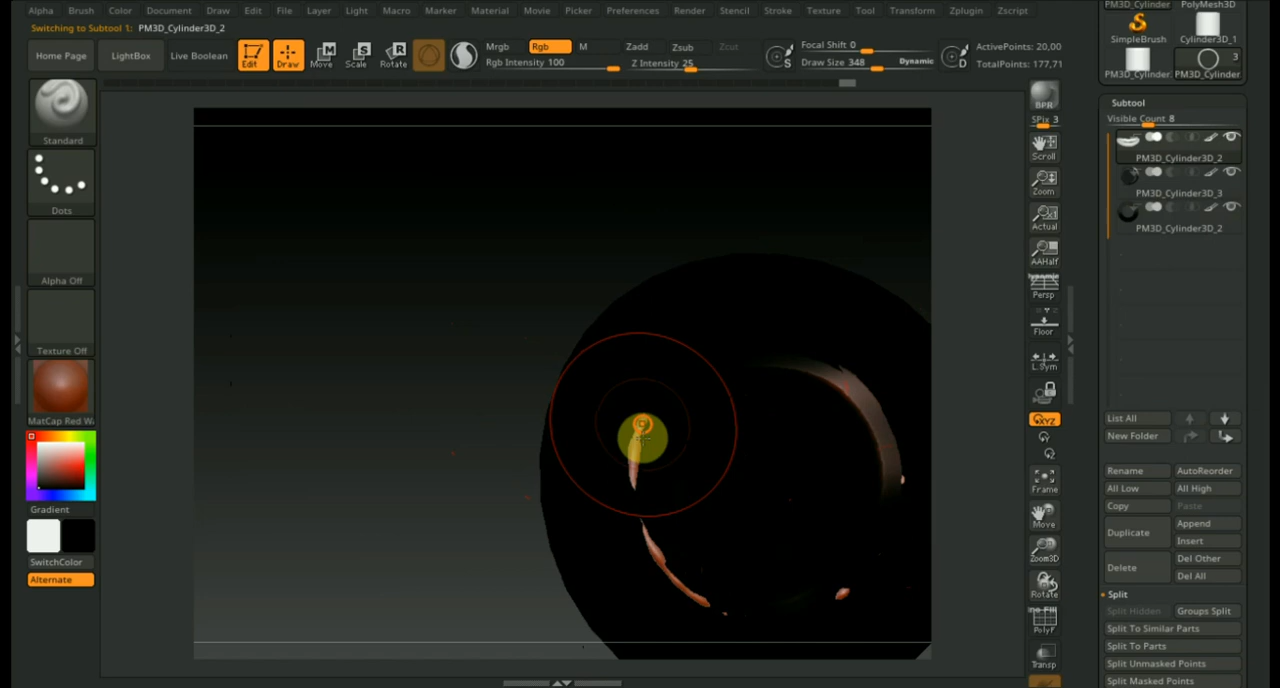 Alpha Brush Color Document Draw Edit File Layer Light Macro Marker Material Movie Picker Preferences Render Stencil Stroke Texture Tool Transform Zplugin Zscript
Switching to Subtool 1: PM3D_Cylinder3D_2
Home Page LightBox Live Boolean Edit Draw Move Scale Rotate
Mrgb Rgb M Zadd Zsub Zcut
Rgb Intensity 100 Z Intensity 25
Focal Shift 0
Draw Size 348 Dynamic
ActivePoints: 20,00
TotalPoints: 177,71
Standard
Dots
Alpha Off
Texture Off
MatCap Red W
Gradient
SwitchColor
Alternate
BPR
SPix 3
Scroll
Zoom
Actual
AAHalf
Dynamic
Persp
Floor
L.Sym
XYZ
Frame
Move
Zoom3D
Rotate
PolyF
Transp
PM3D_Cylinder PolyMesh3D
SimpleBrush Cylinder3D_1
3
PM3D_Cylinder PM3D_Cylinder
Subtool
Visible Count 8
PM3D_Cylinder3D_2
PM3D_Cylinder3D_3
PM3D_Cylinder3D_2
List All
New Folder
Rename AutoReorder
All Low All High
Copy Paste
Duplicate Append
Insert
Delete Del Other
Del All
Split
Split Hidden Groups Split
Split To Similar Parts
Split To Parts
Split Unmasked Points
Split Masked Points